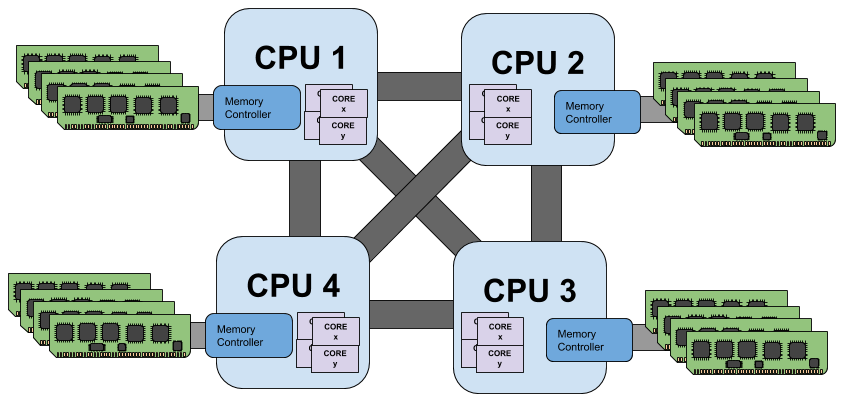 CPU 1
Memory
Controller
CORE
x
CORE
y
CPU 2
CORE
x
CORE
y
Memory
Controller
CPU 4
Memory
Controller
CORE
x
CORE
y
CPU 3
CORE
x
CORE
y
Memory
Controller